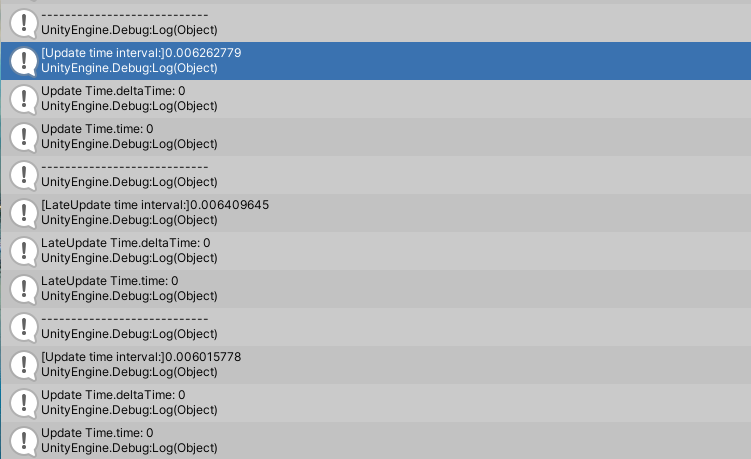 ----------------------------
UnityEngine.Debug:Log(Object)
[Update time interval:]0.006262779
UnityEngine.Debug:Log(Object)
Update Time.deltaTime: 0
UnityEngine.Debug:Log(Object)
Update Time.time: 0
UnityEngine.Debug:Log(Object)
----------------------------
UnityEngine.Debug:Log(Object)
[LateUpdate time interval:]0.006409645
UnityEngine.Debug:Log(Object)
LateUpdate Time.deltaTime: 0
UnityEngine.Debug:Log(Object)
LateUpdate Time.time: 0
UnityEngine.Debug:Log(Object)
----------------------------
UnityEngine.Debug:Log(Object)
[Update time interval:]0.006015778
UnityEngine.Debug:Log(Object)
Update Time.deltaTime: 0
UnityEngine.Debug:Log(Object)
Update Time.time: 0
UnityEngine.Debug:Log(Object)